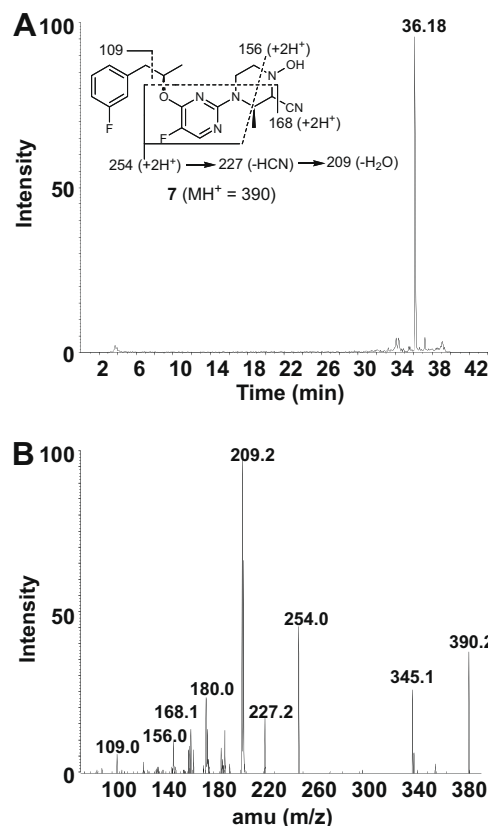 A
100
50
0
Intensity
36.18
109
156 (+2H⁺)
OH
N
N
CN
O
N
N
F
F
168 (+2H⁺)
254 (+2H⁺) → 227 (-HCN) → 209 (-H₂O)
7 (MH⁺ = 390)
2 6 10 14 18 22 26 30 34 38 42
Time (min)
B
100
50
0
Intensity
209.2
254.0
390.2
345.1
180.0
227.2
168.1
156.0
109.0
100 140 180 220 260 300 340 380
amu (m/z)